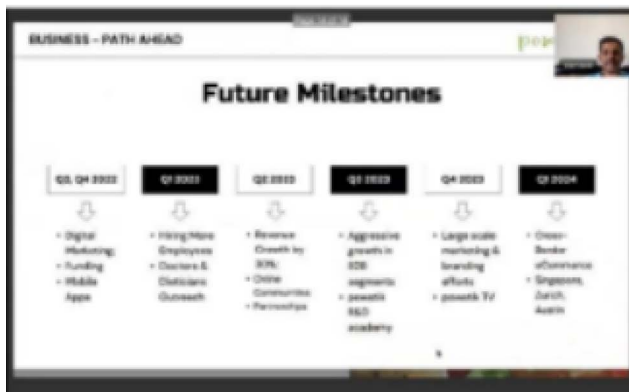 BUSINESS – PATH AHEAD
Future Milestones
Q3, Q4 2022
Q1 2023
Q2 2023
Q3 2023
Q4 2023
Q1 2024
• Digital
Marketing;
• Funding
• Mobile
Apps
• Hiring More
Employees
• Doctors &
Dieticians
Outreach
• Revenue
Growth by
30%;
• Online
Communities
• Partnerships
• Aggressive
growth in
B2B
segments
R&D
academy
• Large scale
marketing &
branding
efforts
TV
• Cross-
Border
eCommerce
• Singapore,
Zurich,
Austin